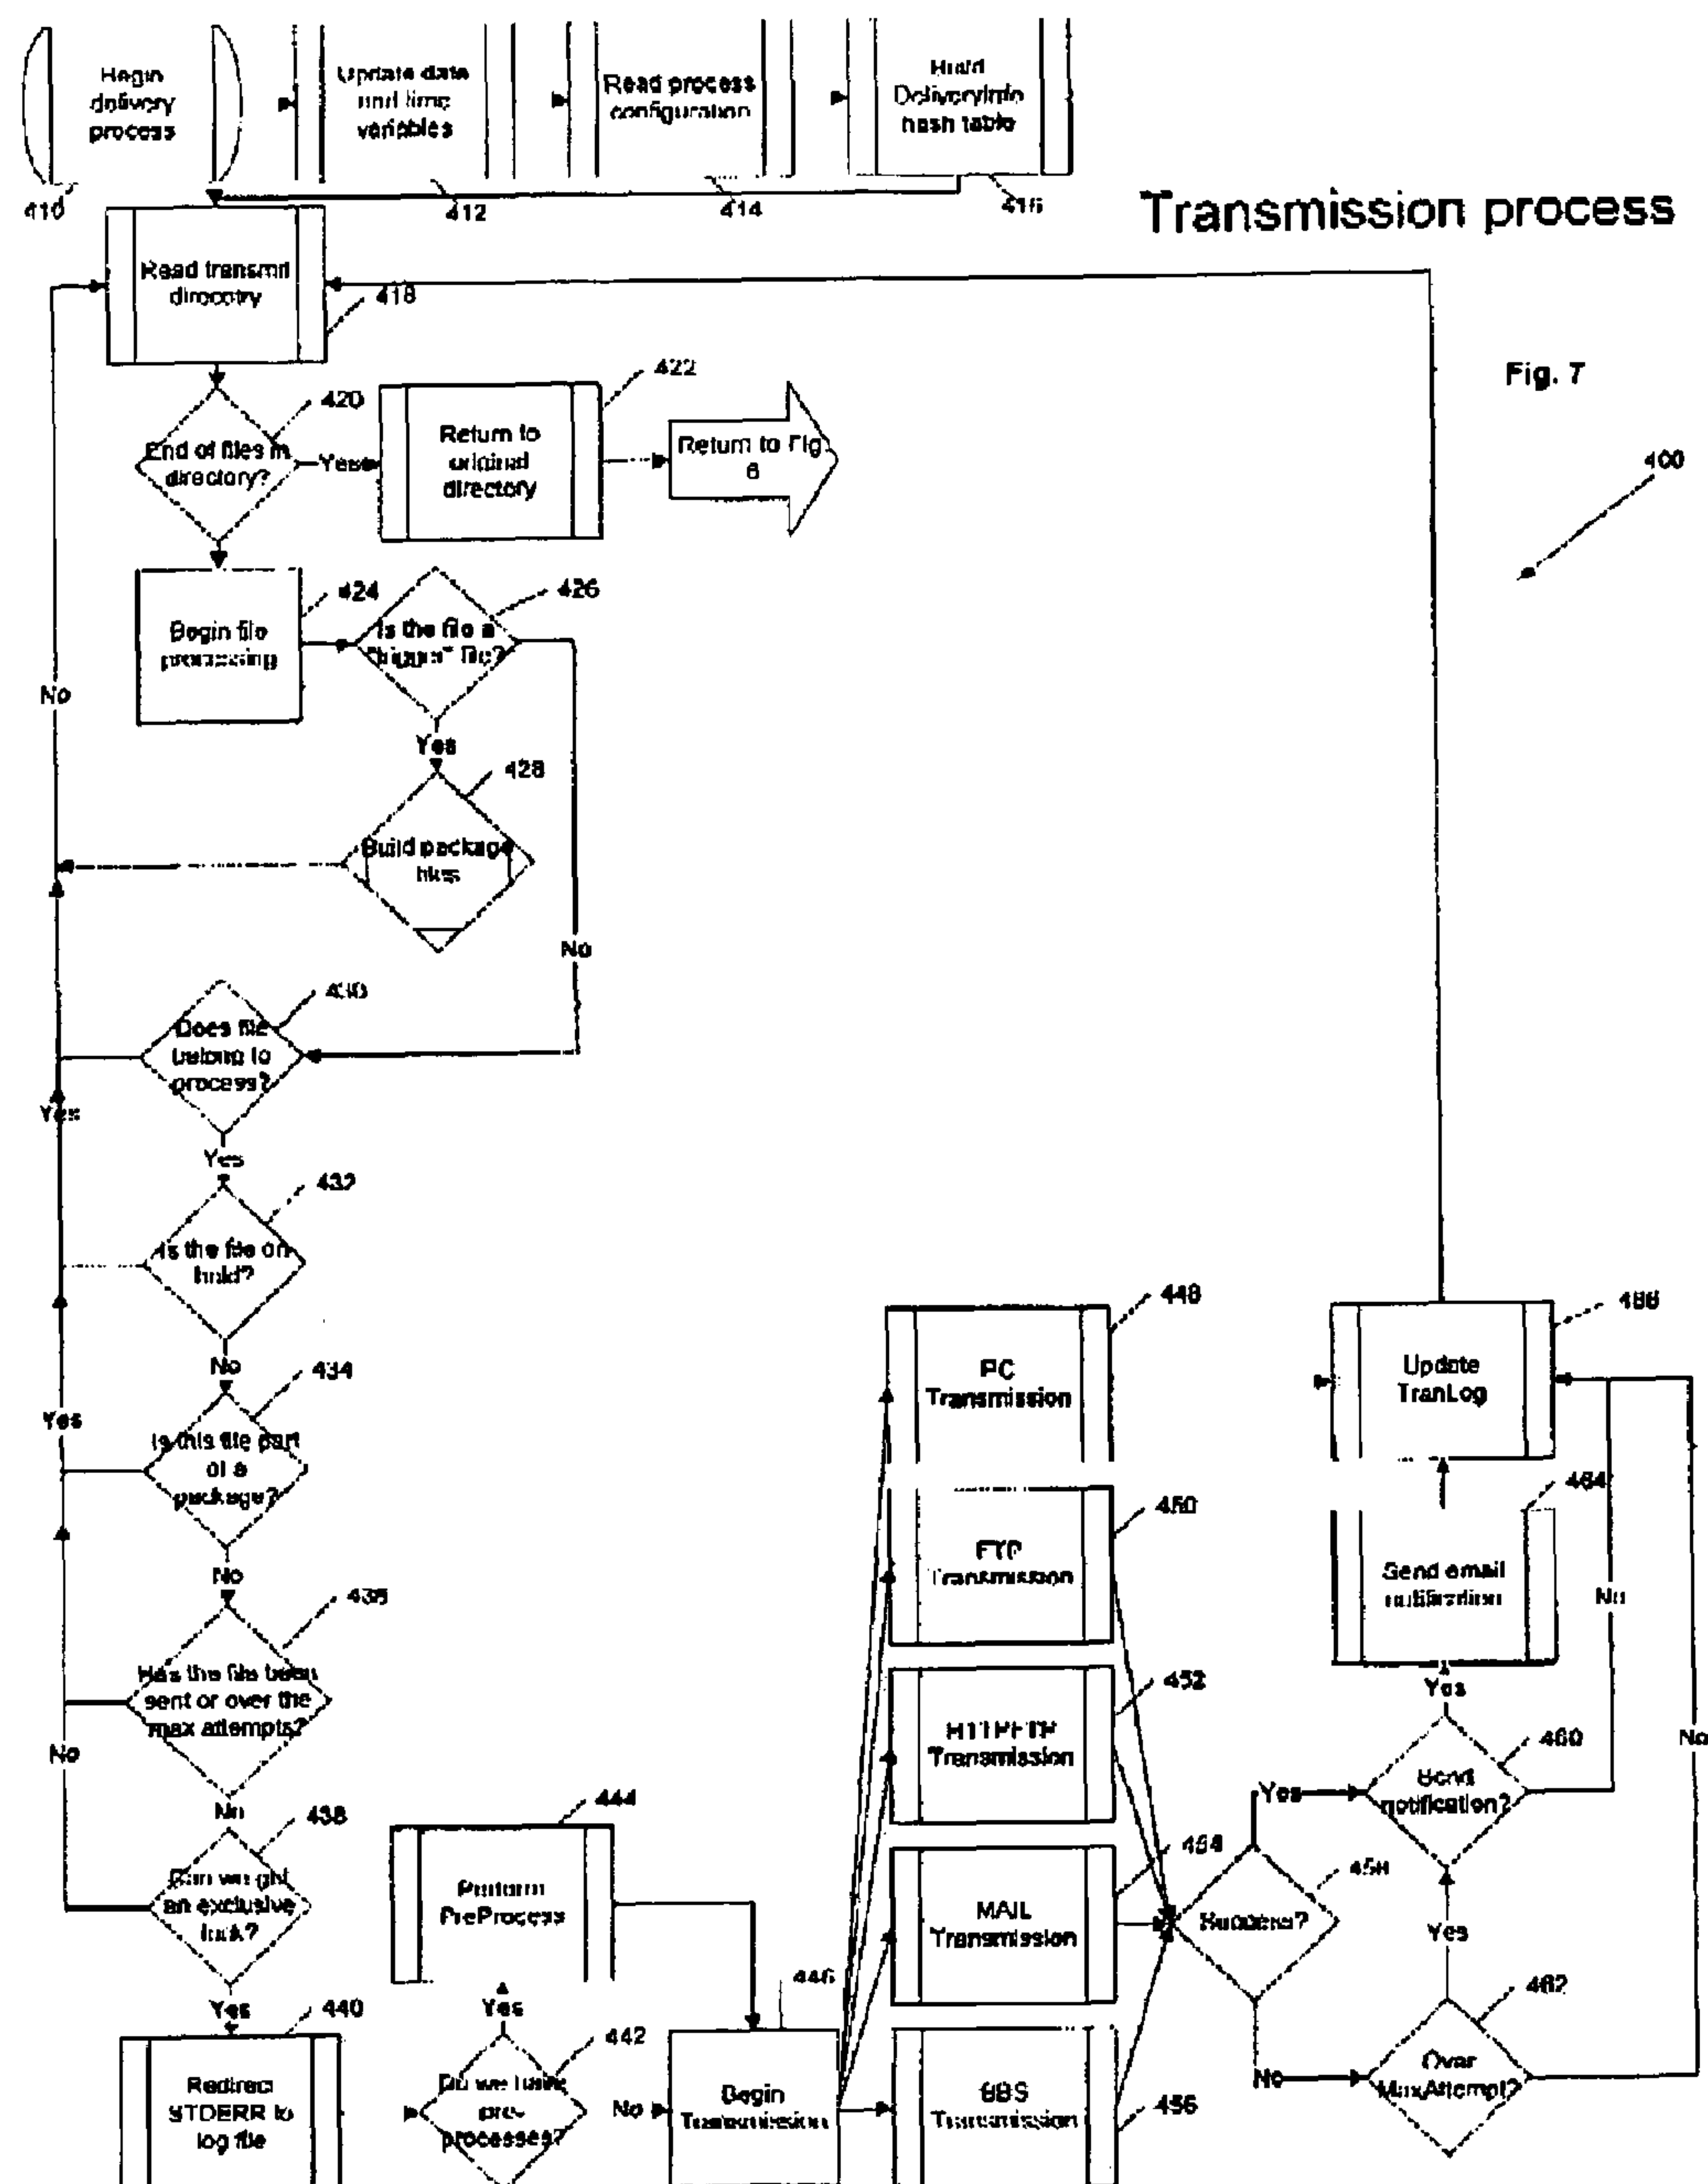 Begin
delivery
process
Update date
and time
variables
Read process
configuration
Build
DeliveryInfo
hash table
410
412
414
416
Transmission process
Read transmit
direcotry
418
Fig. 7
400
420
End of files in
directory?
Yes
422
Return to
original
directory
Return to Fig.
6
424
Begin file
processing
426
Is the file a
"trigger" file?
No
Yes
428
Build package
files
No
430
Does file
belong to
process?
Yes
Yes
432
Is the file on
hold?
No
434
Is this file part
of a
package?
Yes
No
436
Has the file been
sent or over the
max attempts?
No
No
438
Can we get
an exclusive
lock?
Yes
440
Redirect
STDERR to
log file
442
Do we have
pre-
processes?
Yes
No
444
Perform
PreProcess
446
Begin
Transmission
448
PC
Transmission
450
FTP
Transmission
452
HTTPFTP
Transmission
454
MAIL
Transmission
456
BBS
Transmission
458
Success?
Yes
No
460
Send
notification?
Yes
No
462
Over
MaxAttempt?
Yes
No
464
Send email
notification
466
Update
TranLog